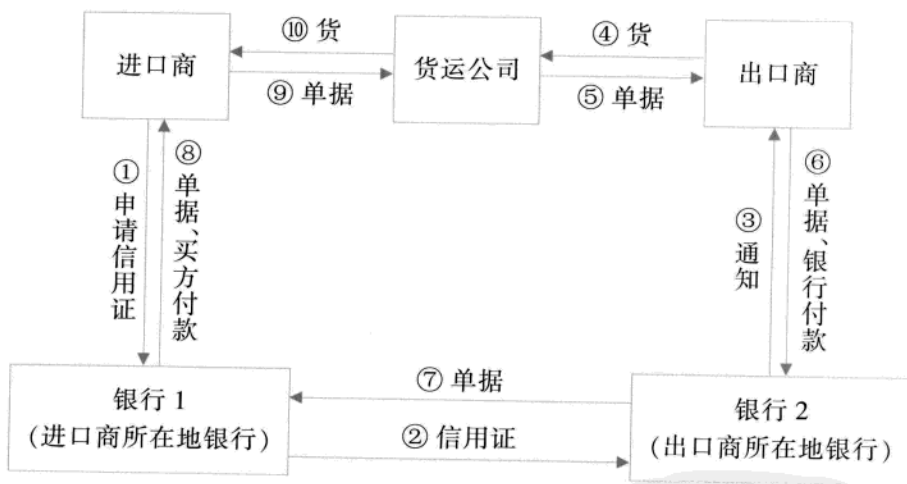 ⑩ 货
④ 货
进口商
货运公司
出口商
⑨ 单据
⑤ 单据
① 申请信用证
⑧ 单据、买方付款
③ 通知
⑥ 单据、银行付款
⑦ 单据
银行 1
(进口商所在地银行)
② 信用证
银行 2
(出口商所在地银行)